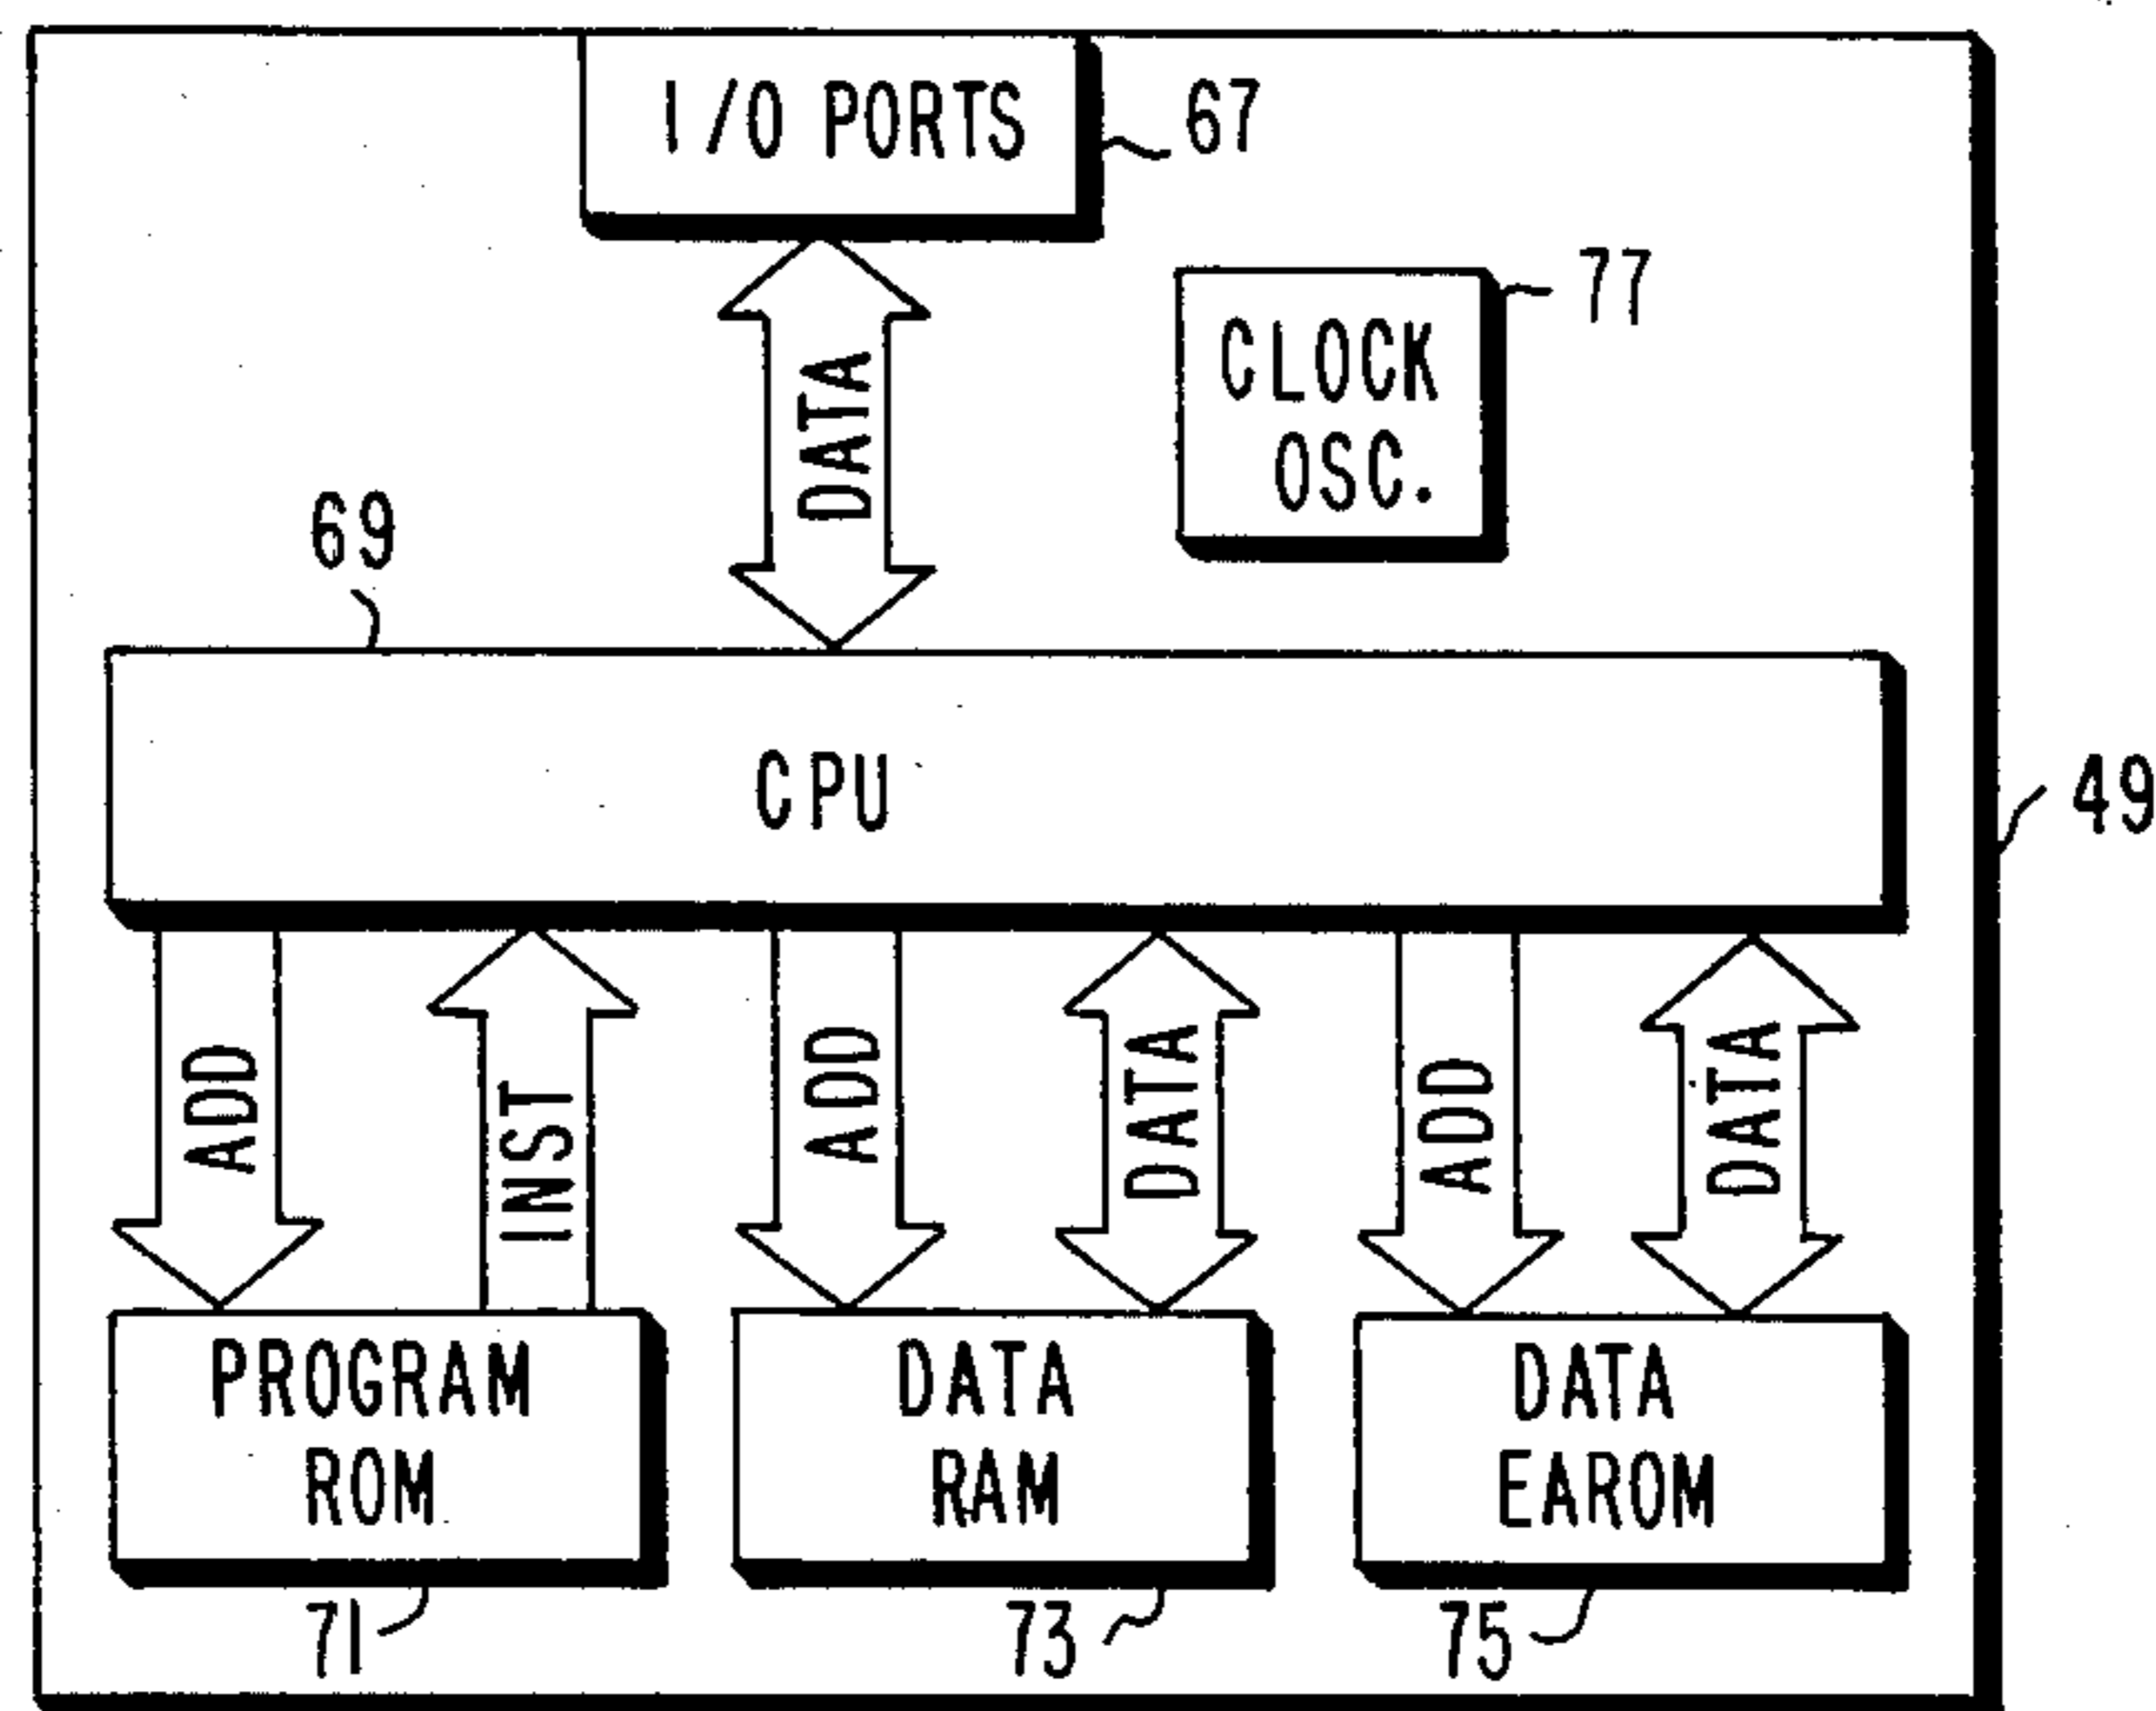 I/O PORTS
67
77
CLOCK
OSC.
DATA
69
CPU
49
ADD
INST
ADD
DATA
ADD
DATA
PROGRAM
ROM
DATA
RAM
DATA
EAROM
71
73
75